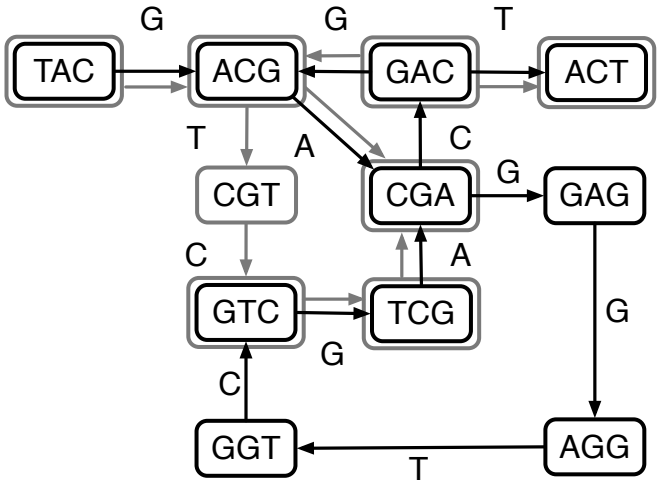 G G T
TAC ACG GAC ACT
T A C
CGT CGA G GAG
C A
GTC TCG G
G
C
GGT AGG
T